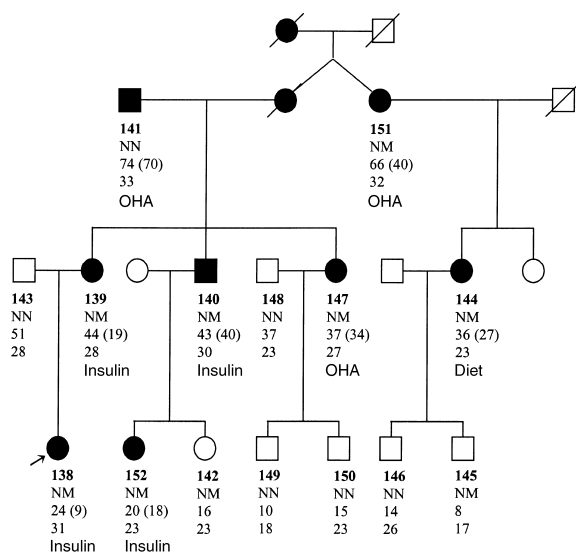 141
NN
74 (70)
33
OHA
151
NM
66 (40)
32
OHA
143
NN
51
28
139
NM
44 (19)
28
Insulin
140
NM
43 (40)
30
Insulin
148
NN
37
23
147
NM
37 (34)
27
OHA
144
NM
36 (27)
23
Diet
138
NM
24 (9)
31
Insulin
152
NM
20 (18)
23
Insulin
142
NM
16
23
149
NN
10
18
150
NN
15
23
146
NN
14
26
145
NM
8
17